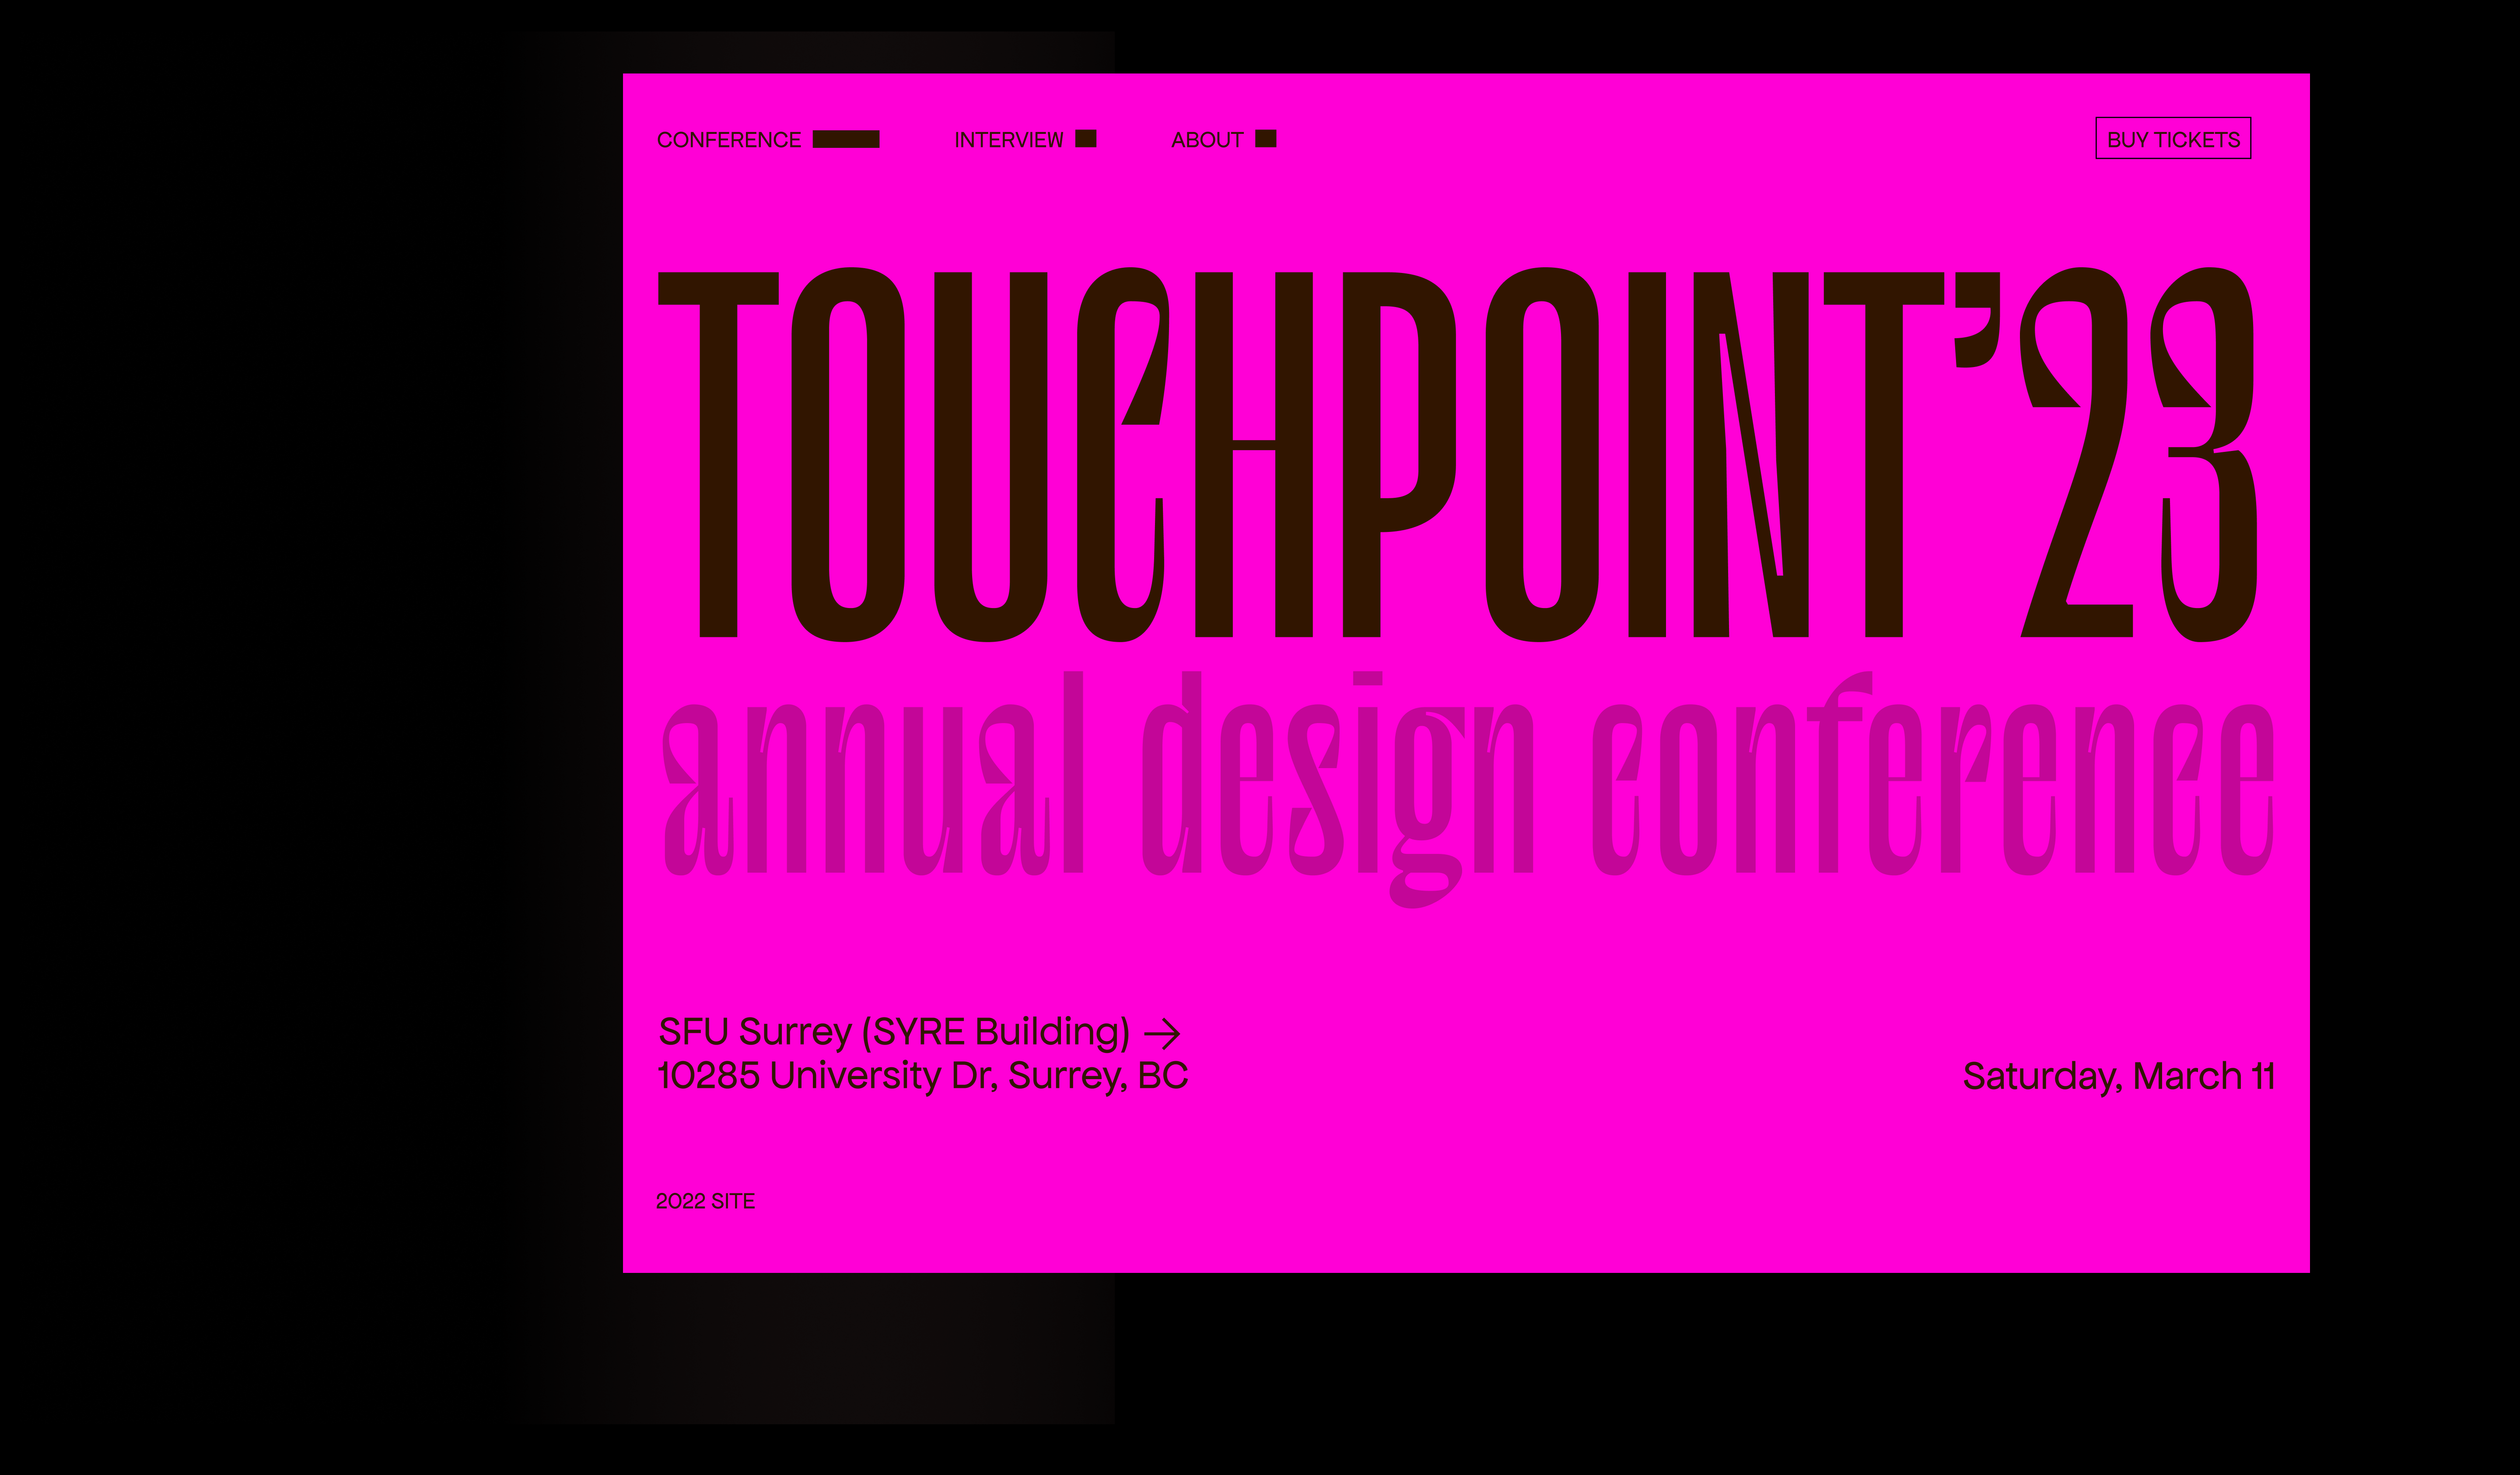 CONFERENCE INTERVIEW ABOUT BUY TICKETS
TOUCHPOINT’23
annual design conference
SFU Surrey (SYRE Building) →
10285 University Dr, Surrey, BC
Saturday, March 11
2022 SITE